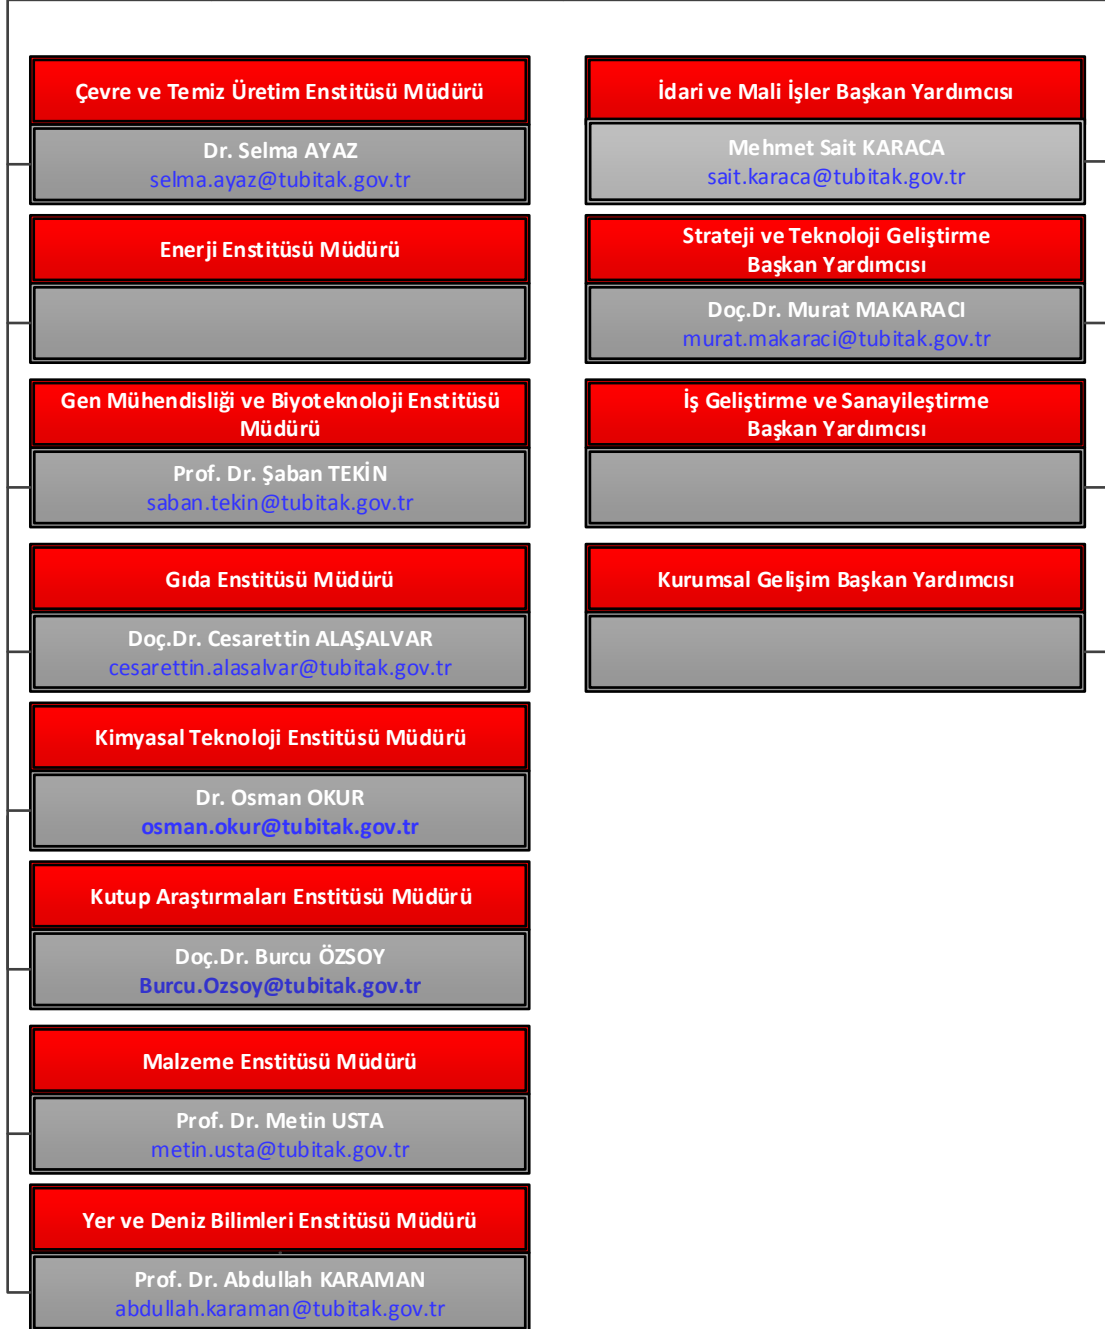 Çevre ve Temiz Üretim Enstitüsü Müdürü
Dr. Selma AYAZ
selma.ayaz@tubitak.gov.tr
Enerji Enstitüsü Müdürü
Gen Mühendisliği ve Biyoteknoloji Enstitüsü
Müdürü
Prof. Dr. Şaban TEKİN
saban.tekin@tubitak.gov.tr
Gıda Enstitüsü Müdürü
Doç.Dr. Cesarettin ALAŞALVAR
cesarettin.alasalvar@tubitak.gov.tr
Kimyasal Teknoloji Enstitüsü Müdürü
Dr. Osman OKUR
osman.okur@tubitak.gov.tr
Kutup Araştırmaları Enstitüsü Müdürü
Doç.Dr. Burcu ÖZSOY
Burcu.Ozsoy@tubitak.gov.tr
Malzeme Enstitüsü Müdürü
Prof. Dr. Metin USTA
metin.usta@tubitak.gov.tr
Yer ve Deniz Bilimleri Enstitüsü Müdürü
Prof. Dr. Abdullah KARAMAN
abdullah.karaman@tubitak.gov.tr
İdari ve Mali İşler Başkan Yardımcısı
Mehmet Sait KARACA
sait.karaca@tubitak.gov.tr
Strateji ve Teknoloji Geliştirme
Başkan Yardımcısı
Doç.Dr. Murat MAKARACI
murat.makaraci@tubitak.gov.tr
İş Geliştirme ve Sanayileştirme
Başkan Yardımcısı
Kurumsal Gelişim Başkan Yardımcısı